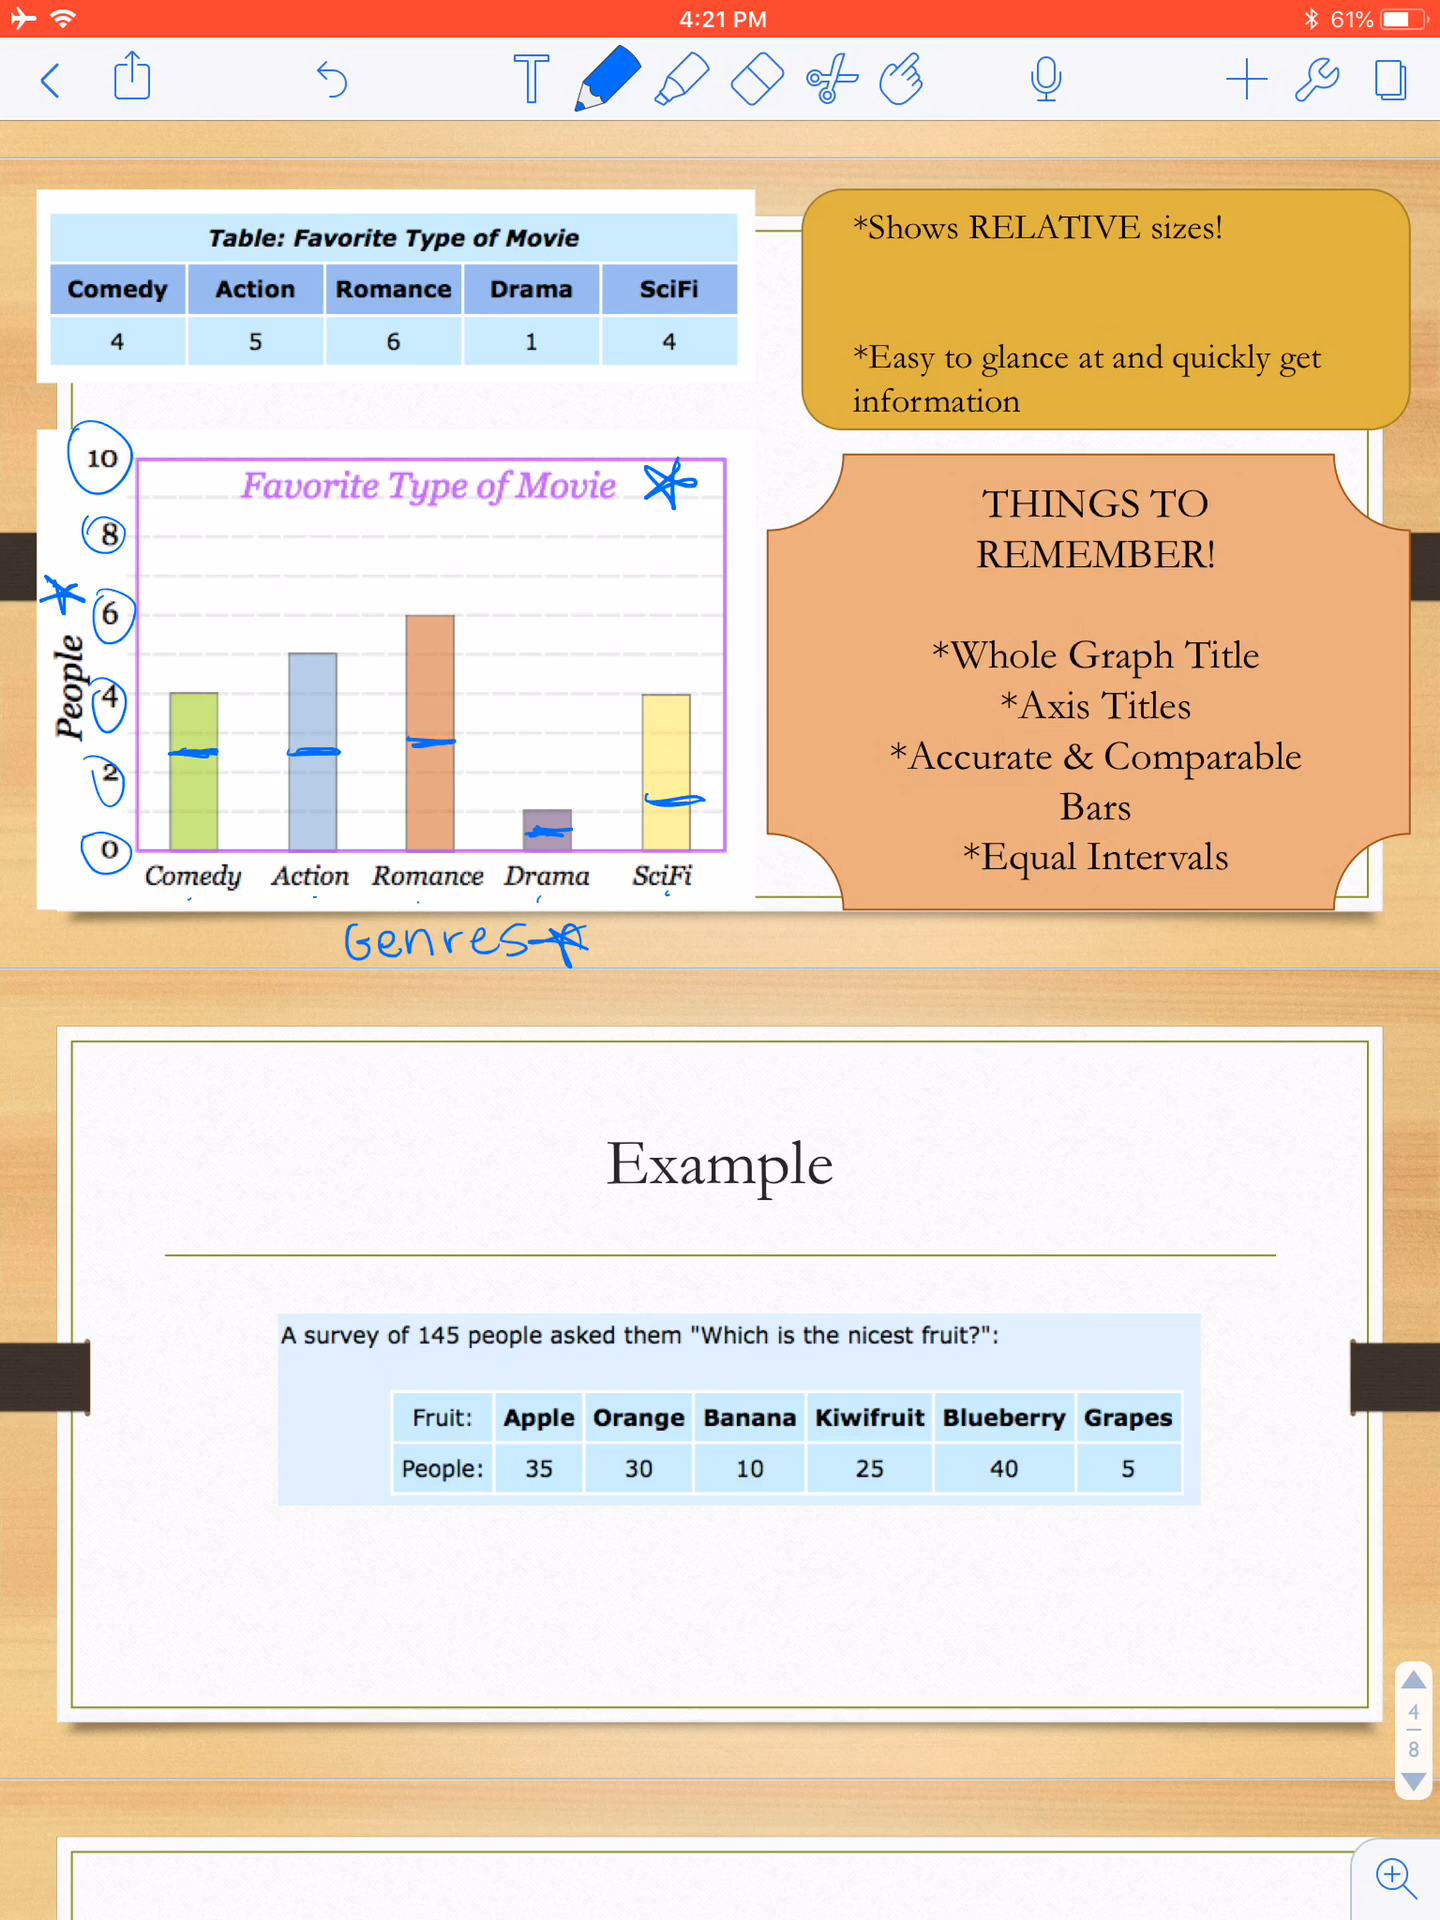 4:21 PM
61%
T
Table: Favorite Type of Movie
Comedy Action Romance Drama SciFi
4 5 6 1 4
*Shows RELATIVE sizes!
*Easy to glance at and quickly get
information
Favorite Type of Movie
10
8
6
4
2
0
People
Comedy Action Romance Drama SciFi
Genres
THINGS TO
REMEMBER!
*Whole Graph Title
*Axis Titles
*Accurate & Comparable
Bars
*Equal Intervals
Example
A survey of 145 people asked them "Which is the nicest fruit?":
Fruit: Apple Orange Banana Kiwifruit Blueberry Grapes
People: 35 30 10 25 40 5
4
8